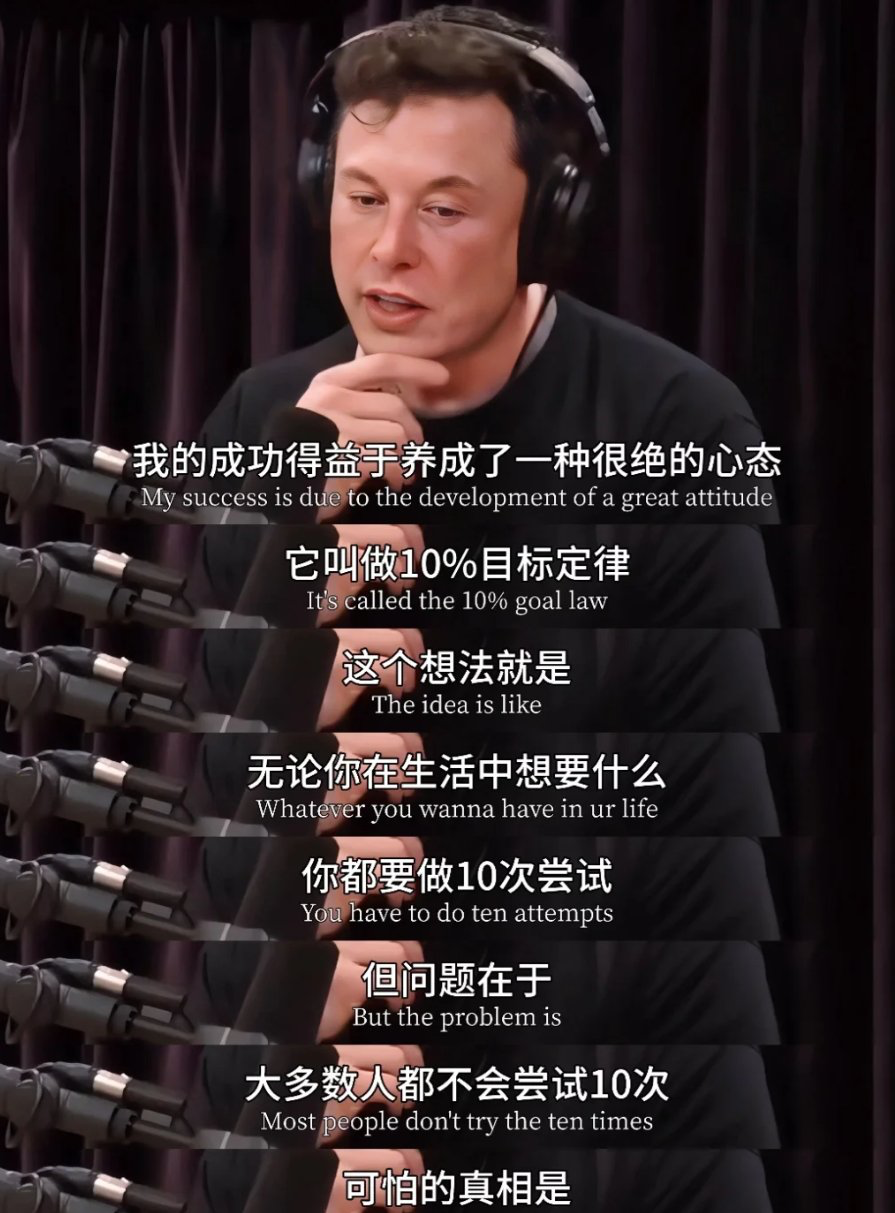 我的成功得益于养成了一种很绝的心态
My success is due to the development of a great attitude
它叫做10%目标定律
It's called the 10% goal law
这个想法就是
The idea is like
无论你在生活中想要什么
Whatever you wanna have in ur life
你都要做10次尝试
You have to do ten attempts
但问题在于
But the problem is
大多数人都不会尝试10次
Most people don't try the ten times
可怕的真相是